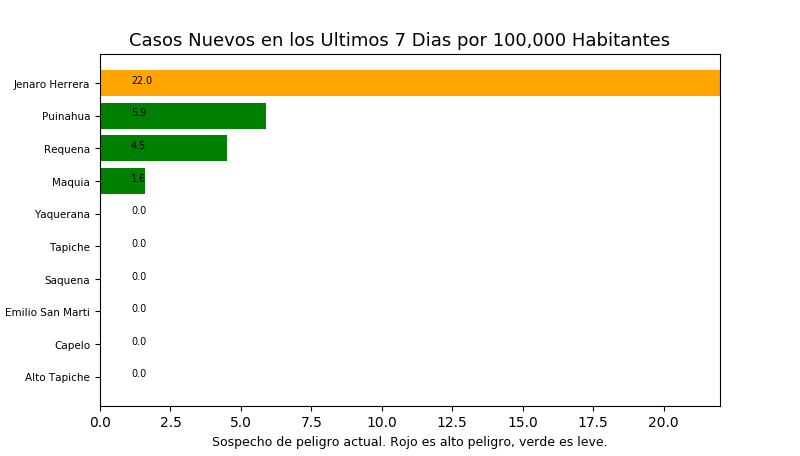 Casos Nuevos en los Ultimos 7 Dias por 100,000 Habitantes
Jenaro Herrera 22.0
Puinahua 5.9
Requena 4.5
Maquia 1.6
Yaquerana 0.0
Tapiche 0.0
Saquena 0.0
Emilio San Marti 0.0
Capelo 0.0
Alto Tapiche 0.0
0.0 2.5 5.0 7.5 10.0 12.5 15.0 17.5 20.0
Sospecho de peligro actual. Rojo es alto peligro, verde es leve.